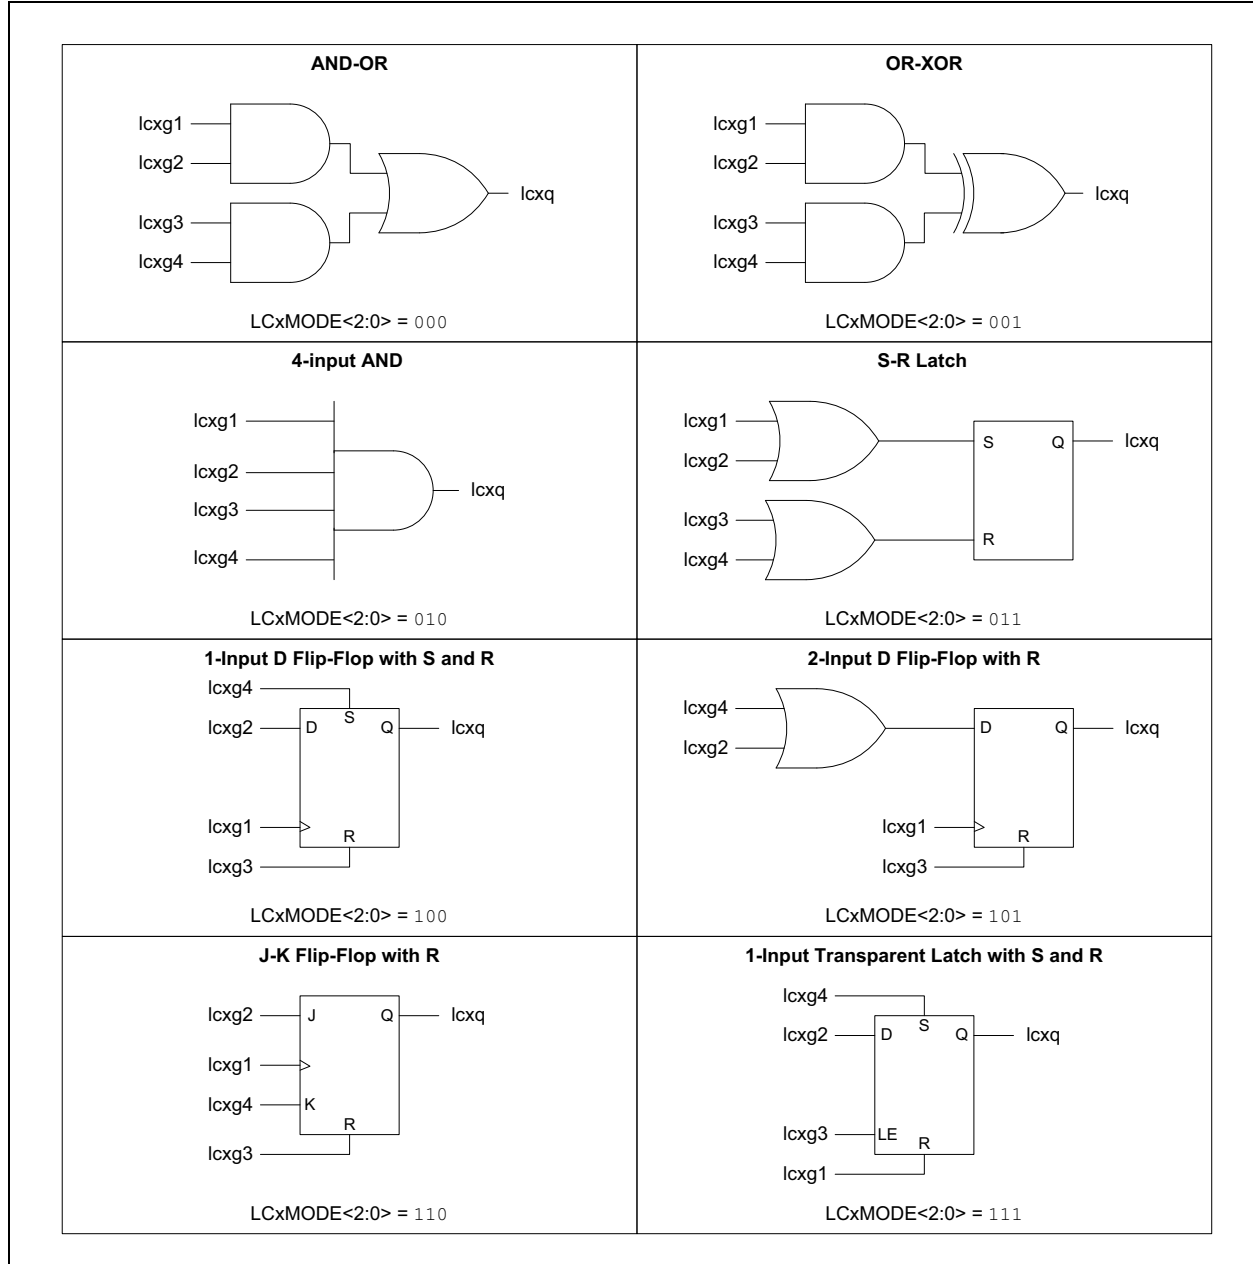 AND-OR
lcxg1
lcxg2
lcxg3
lcxg4
lcxq
LCxMODE<2:0> = 000
OR-XOR
lcxg1
lcxg2
lcxg3
lcxg4
lcxq
LCxMODE<2:0> = 001
4-input AND
lcxg1
lcxg2
lcxg3
lcxg4
lcxq
LCxMODE<2:0> = 010
S-R Latch
lcxg1
lcxg2
lcxg3
lcxg4
S
Q
lcxq
R
LCxMODE<2:0> = 011
1-Input D Flip-Flop with S and R
lcxg4
S
lcxg2
D
Q
lcxq
lcxg1
R
lcxg3
LCxMODE<2:0> = 100
2-Input D Flip-Flop with R
lcxg4
lcxg2
D
Q
lcxq
lcxg1
R
lcxg3
LCxMODE<2:0> = 101
J-K Flip-Flop with R
lcxg2
J
Q
lcxq
lcxg1
lcxg4
K
R
lcxg3
LCxMODE<2:0> = 110
1-Input Transparent Latch with S and R
lcxg4
S
lcxg2
D
Q
lcxq
lcxg3
LE
R
lcxg1
LCxMODE<2:0> = 111